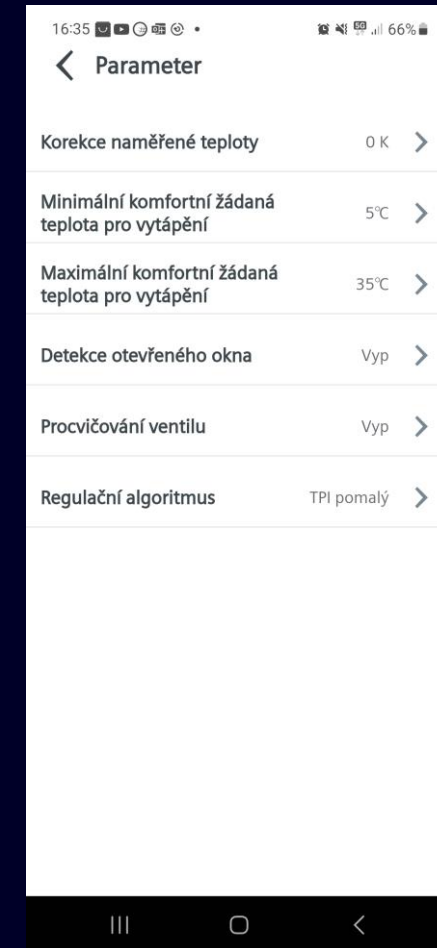 16:35
5G 66%
Parameter
Korekce naměřené teploty 0 K
Minimální komfortní žádaná
teplota pro vytápění 5°C
Maximální komfortní žádaná
teplota pro vytápění 35°C
Detekce otevřeného okna Vyp
Procvičování ventilu Vyp
Regulační algoritmus TPI pomalý